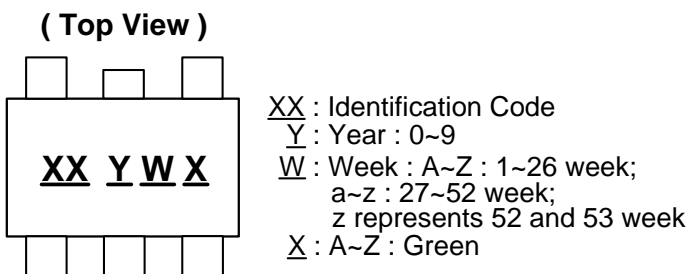 ( Top View )
XX Y W X
XX : Identification Code
Y : Year : 0~9
W : Week : A~Z : 1~26 week;
a~z : 27~52 week;
z represents 52 and 53 week
X : A~Z : Green